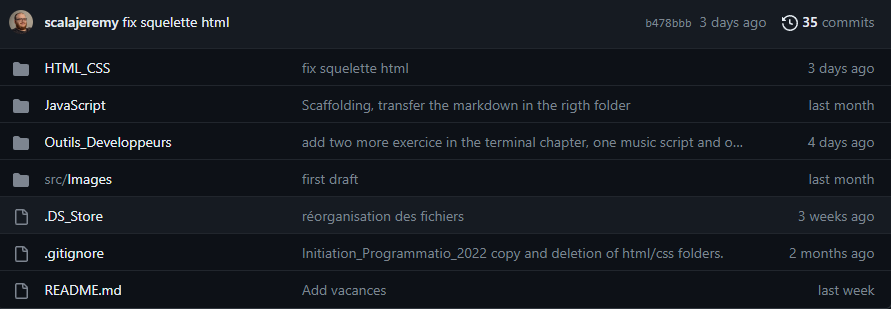 scalajeremy fix squelette html b478bbb 3 days ago 35 commits
HTML_CSS fix squelette html 3 days ago
JavaScript Scaffolding, transfer the markdown in the rigth folder last month
Outils_Developpeurs add two more exercice in the terminal chapter, one music script and o... 4 days ago
src/Images first draft last month
.DS_Store réorganisation des fichiers 3 weeks ago
.gitignore Initiation_Programmatio_2022 copy and deletion of html/css folders. 2 months ago
README.md Add vacances last week